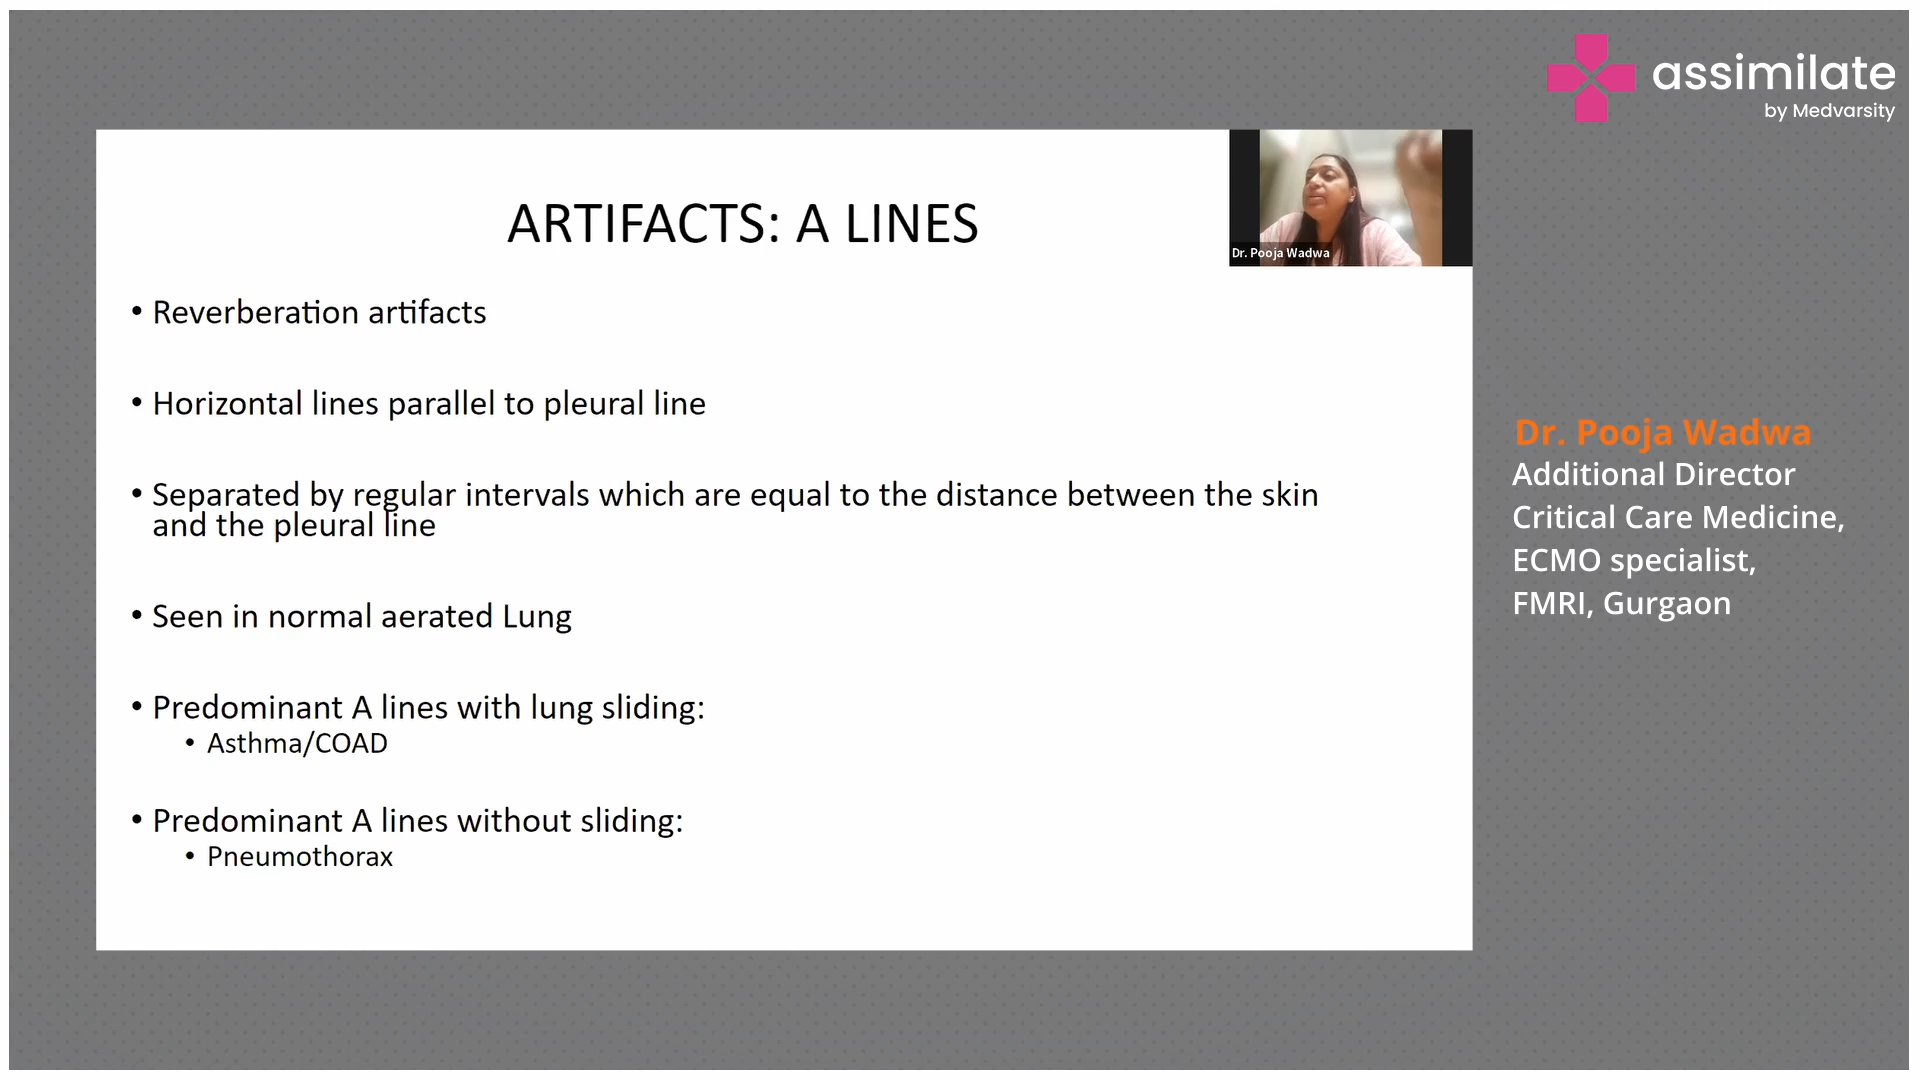 assimilate
by Medvarsity
ARTIFACTS: A LINES
Dr. Pooja Wadwa
• Reverberation artifacts
• Horizontal lines parallel to pleural line
• Separated by regular intervals which are equal to the distance between the skin
and the pleural line
• Seen in normal aerated Lung
• Predominant A lines with lung sliding:
• Asthma/COAD
• Predominant A lines without sliding:
• Pneumothorax
Dr. Pooja Wadwa
Additional Director
Critical Care Medicine,
ECMO specialist,
FMRI, Gurgaon